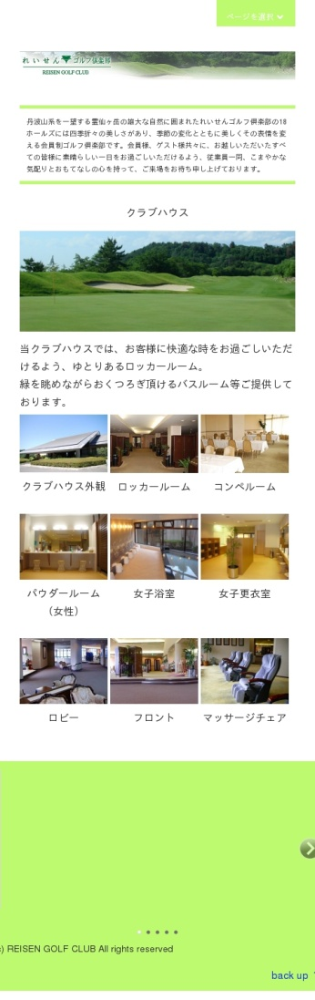 ページを選択
れいせん ゴルフ倶楽部
REISEN GOLF CLUB
丹波山系を一望する霊仙ヶ岳の雄大な自然に囲まれたれいせんゴルフ倶楽部の18
ホールズには四季折々の美しさがあり、季節の変化とともに美しくその表情を変
える会員制ゴルフ倶楽部です。会員様、ゲスト様共々に、お越しいただいたすべ
ての皆様に素晴らしい一日をお過ごしいただけるよう、従業員一同、こまやかな
気配りとおもてなしの心を持って、ご来場をお待ち申し上げております。
クラブハウス
当クラブハウスでは、お客様に快適な時をお過ごしいただ
けるよう、ゆとりあるロッカールーム。
緑を眺めながらおくつろぎ頂けるバスルーム等ご提供して
おります。
クラブハウス外観 ロッカールーム コンペルーム
パウダールーム 女子浴室 女子更衣室
（女性）
ロビー フロント マッサージチェア
c) REISEN GOLF CLUB All rights reserved
back up